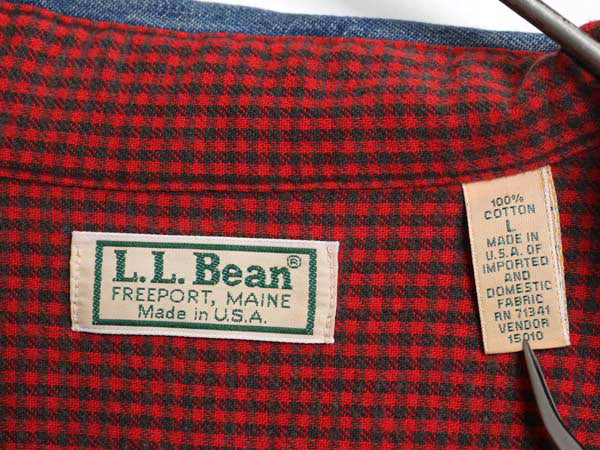 L.L.Bean®
FREEPORT, MAINE
Made in U.S.A.
100%
COTTON
L
MADE IN
U.S.A. OF
IMPORTED
AND
DOMESTIC
FABRIC
RN 71341
VENDOR
15010